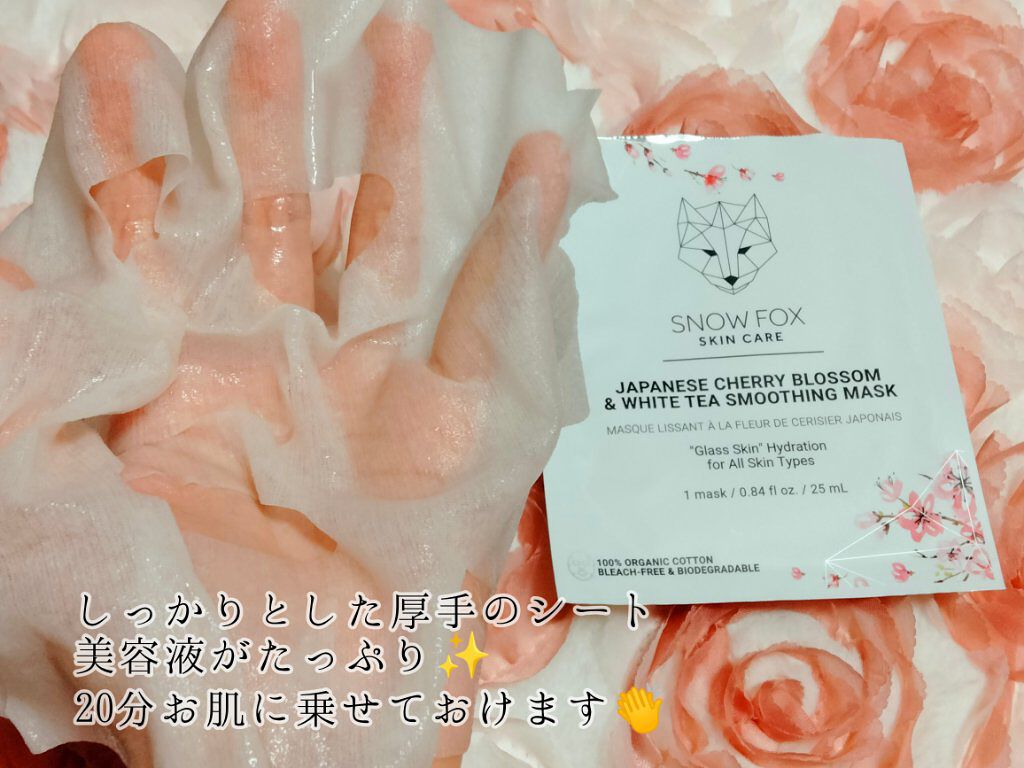 SNOW FOX
SKIN CARE
JAPANESE CHERRY BLOSSOM
& WHITE TEA SMOOTHING MASK
MASQUE LISSANT À LA FLEUR DE CERISIER JAPONAIS
"Glass Skin" Hydration
for All Skin Types
1 mask / 0.84 fl oz. / 25 mL
100% ORGANIC COTTON
BLEACH-FREE & BIODEGRADABLE
しっかりとした厚手のシート
美容液がたっぷり✨
20分お肌に乗せておけます👋